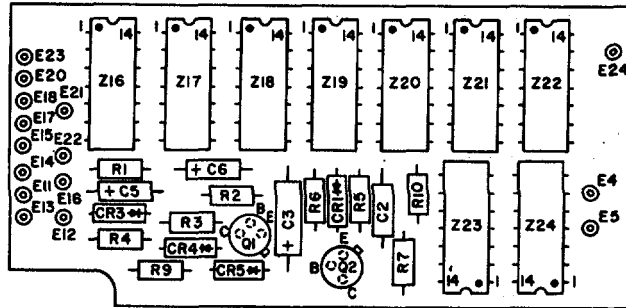 1 14 1 14 1 14 1 14 1 14 1 14 1 14
E23
E20
E18 E21
E17
E15 E22
E14
E11 E16
E13 E12
Z16 Z17 Z18 Z19 Z20 Z21 Z22
E24
R1 + C6
+ C5 R2
CR3 R3
R4 CR4
R9 CR5
B E C Q1
C3 +
R6 CR1 R5 C2 R10
E B Q2 C
R7
Z23 Z24
14 1 14 1
E4
E5